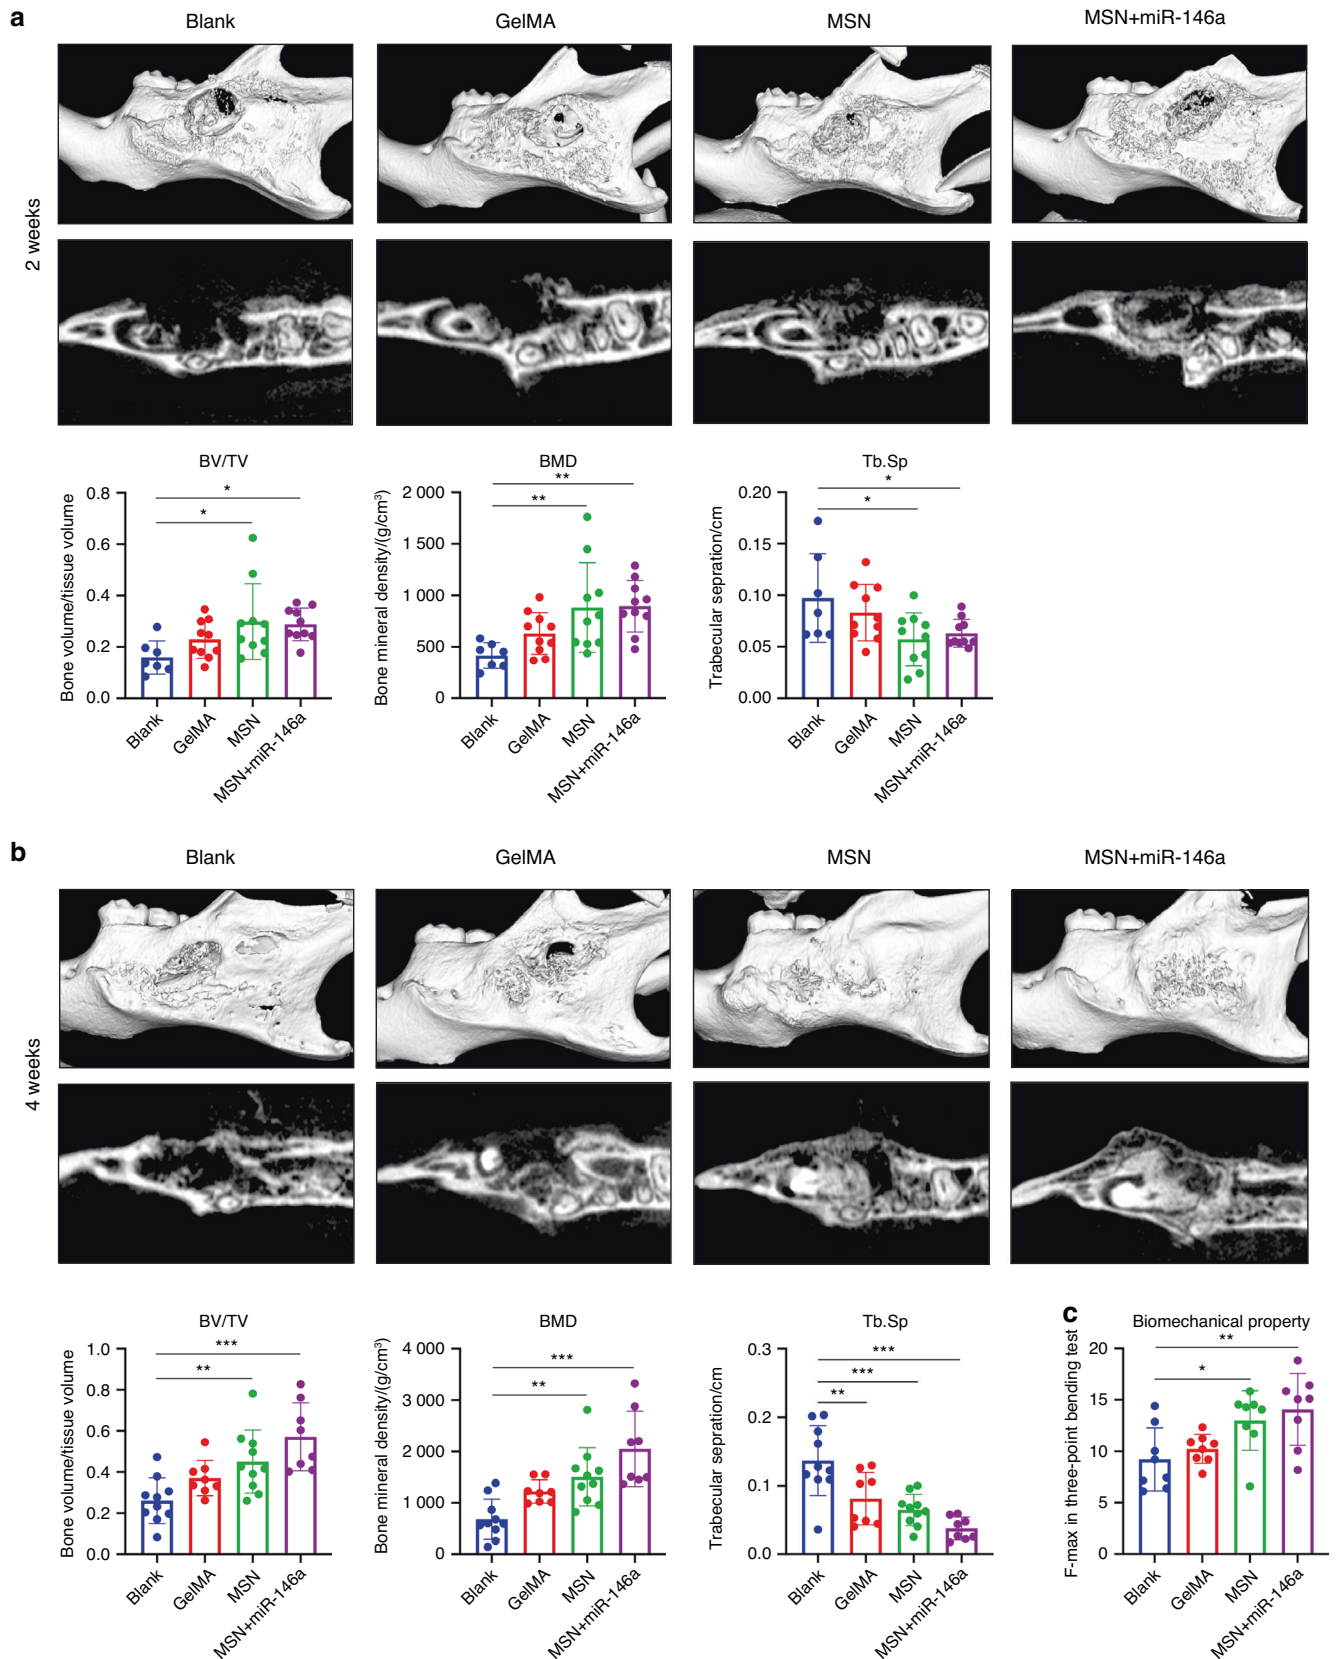 a
Blank GelMA MSN MSN+miR-146a
2 weeks
BV/TV
Bone volume/tissue volume
0.8
0.6
0.4
0.2
0.0
*
*
Blank GelMA MSN MSN+miR-146a
BMD
Bone mineral density/(g/cm³)
2 000
1 500
1 000
500
0
**
**
Blank GelMA MSN MSN+miR-146a
Tb.Sp
Trabecular sepration/cm
0.20
0.15
0.10
0.05
0.00
*
*
Blank GelMA MSN MSN+miR-146a
b
Blank GelMA MSN MSN+miR-146a
4 weeks
BV/TV
Bone volume/tissue volume
1.0
0.8
0.6
0.4
0.2
0.0
***
**
Blank GelMA MSN MSN+miR-146a
BMD
Bone mineral density/(g/cm³)
4 000
3 000
2 000
1 000
0
***
**
Blank GelMA MSN MSN+miR-146a
Tb.Sp
Trabecular sepration/cm
0.3
0.2
0.1
0.0
***
***
**
Blank GelMA MSN MSN+miR-146a
c
Biomechanical property
F-max in three-point bending test
20
15
10
5
0
**
*
Blank GelMA MSN MSN+miR-146a